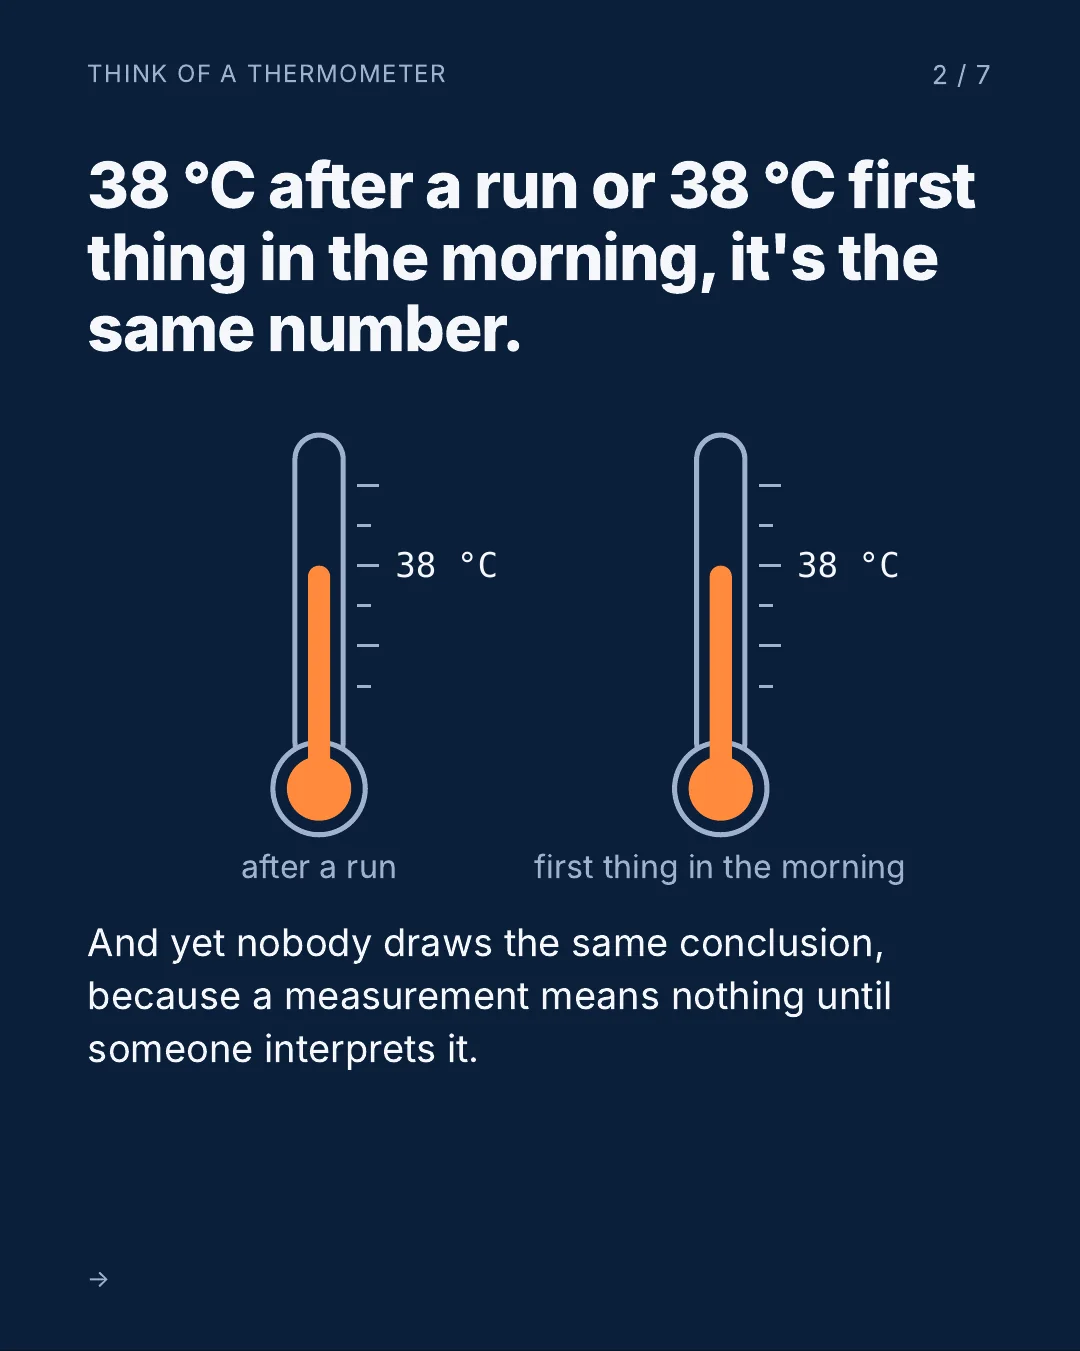 THINK OF A THERMOMETER
2 / 7
38 °C after a run or 38 °C first
thing in the morning, it's the
same number.
38 °C
38 °C
after a run
first thing in the morning
And yet nobody draws the same conclusion,
because a measurement means nothing until
someone interprets it.
→